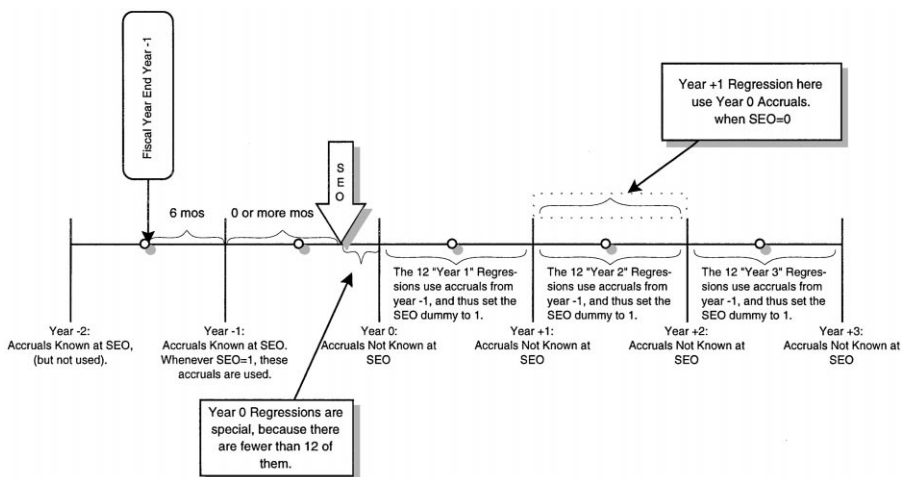 Fiscal Year End Year -1
Year +1 Regression here
use Year 0 Accruals.
when SEO=0
SEO
6 mos
0 or more mos
The 12 "Year 1" Regres-
sions use accruals from
year -1, and thus set the
SEO dummy to 1.
The 12 "Year 2" Regres-
sions use accruals from
year -1, and thus set the
SEO dummy to 1.
The 12 "Year 3" Regres-
sions use accruals from
year -1, and thus set the
SEO dummy to 1.
Year -2:
Accruals Known at SEO,
(but not used).
Year -1:
Accruals Known at SEO.
Whenever SEO=1, these
accruals are used.
Year 0:
Accruals Not Known at
SEO
Year +1:
Accruals Not Known at
SEO
Year +2:
Accruals Not Known at
SEO
Year +3:
Accruals Not Known at
SEO
Year 0 Regressions are
special, because there
are fewer than 12 of
them.